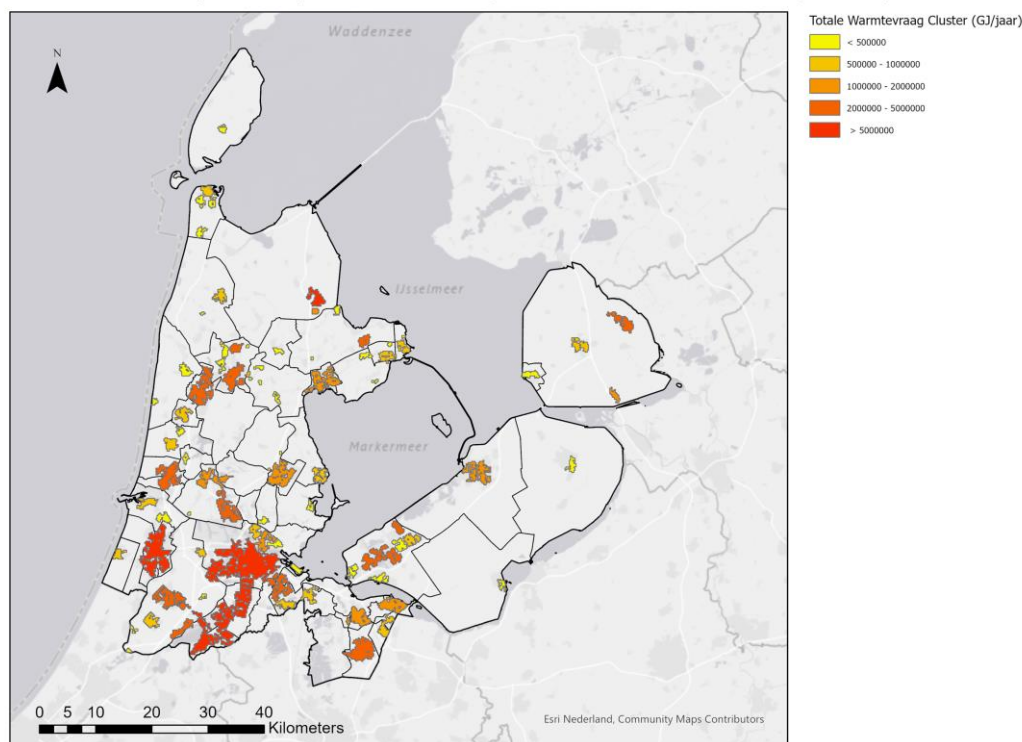 Waddenzee
Totale Warmtevraag Cluster (GJ/jaar)
< 500000
500000 - 1000000
1000000 - 2000000
2000000 - 5000000
> 5000000
N
IJsselmeer
Markermeer
0 5 10 20 30 40
Kilometers
Esri Nederland, Community Maps Contributors